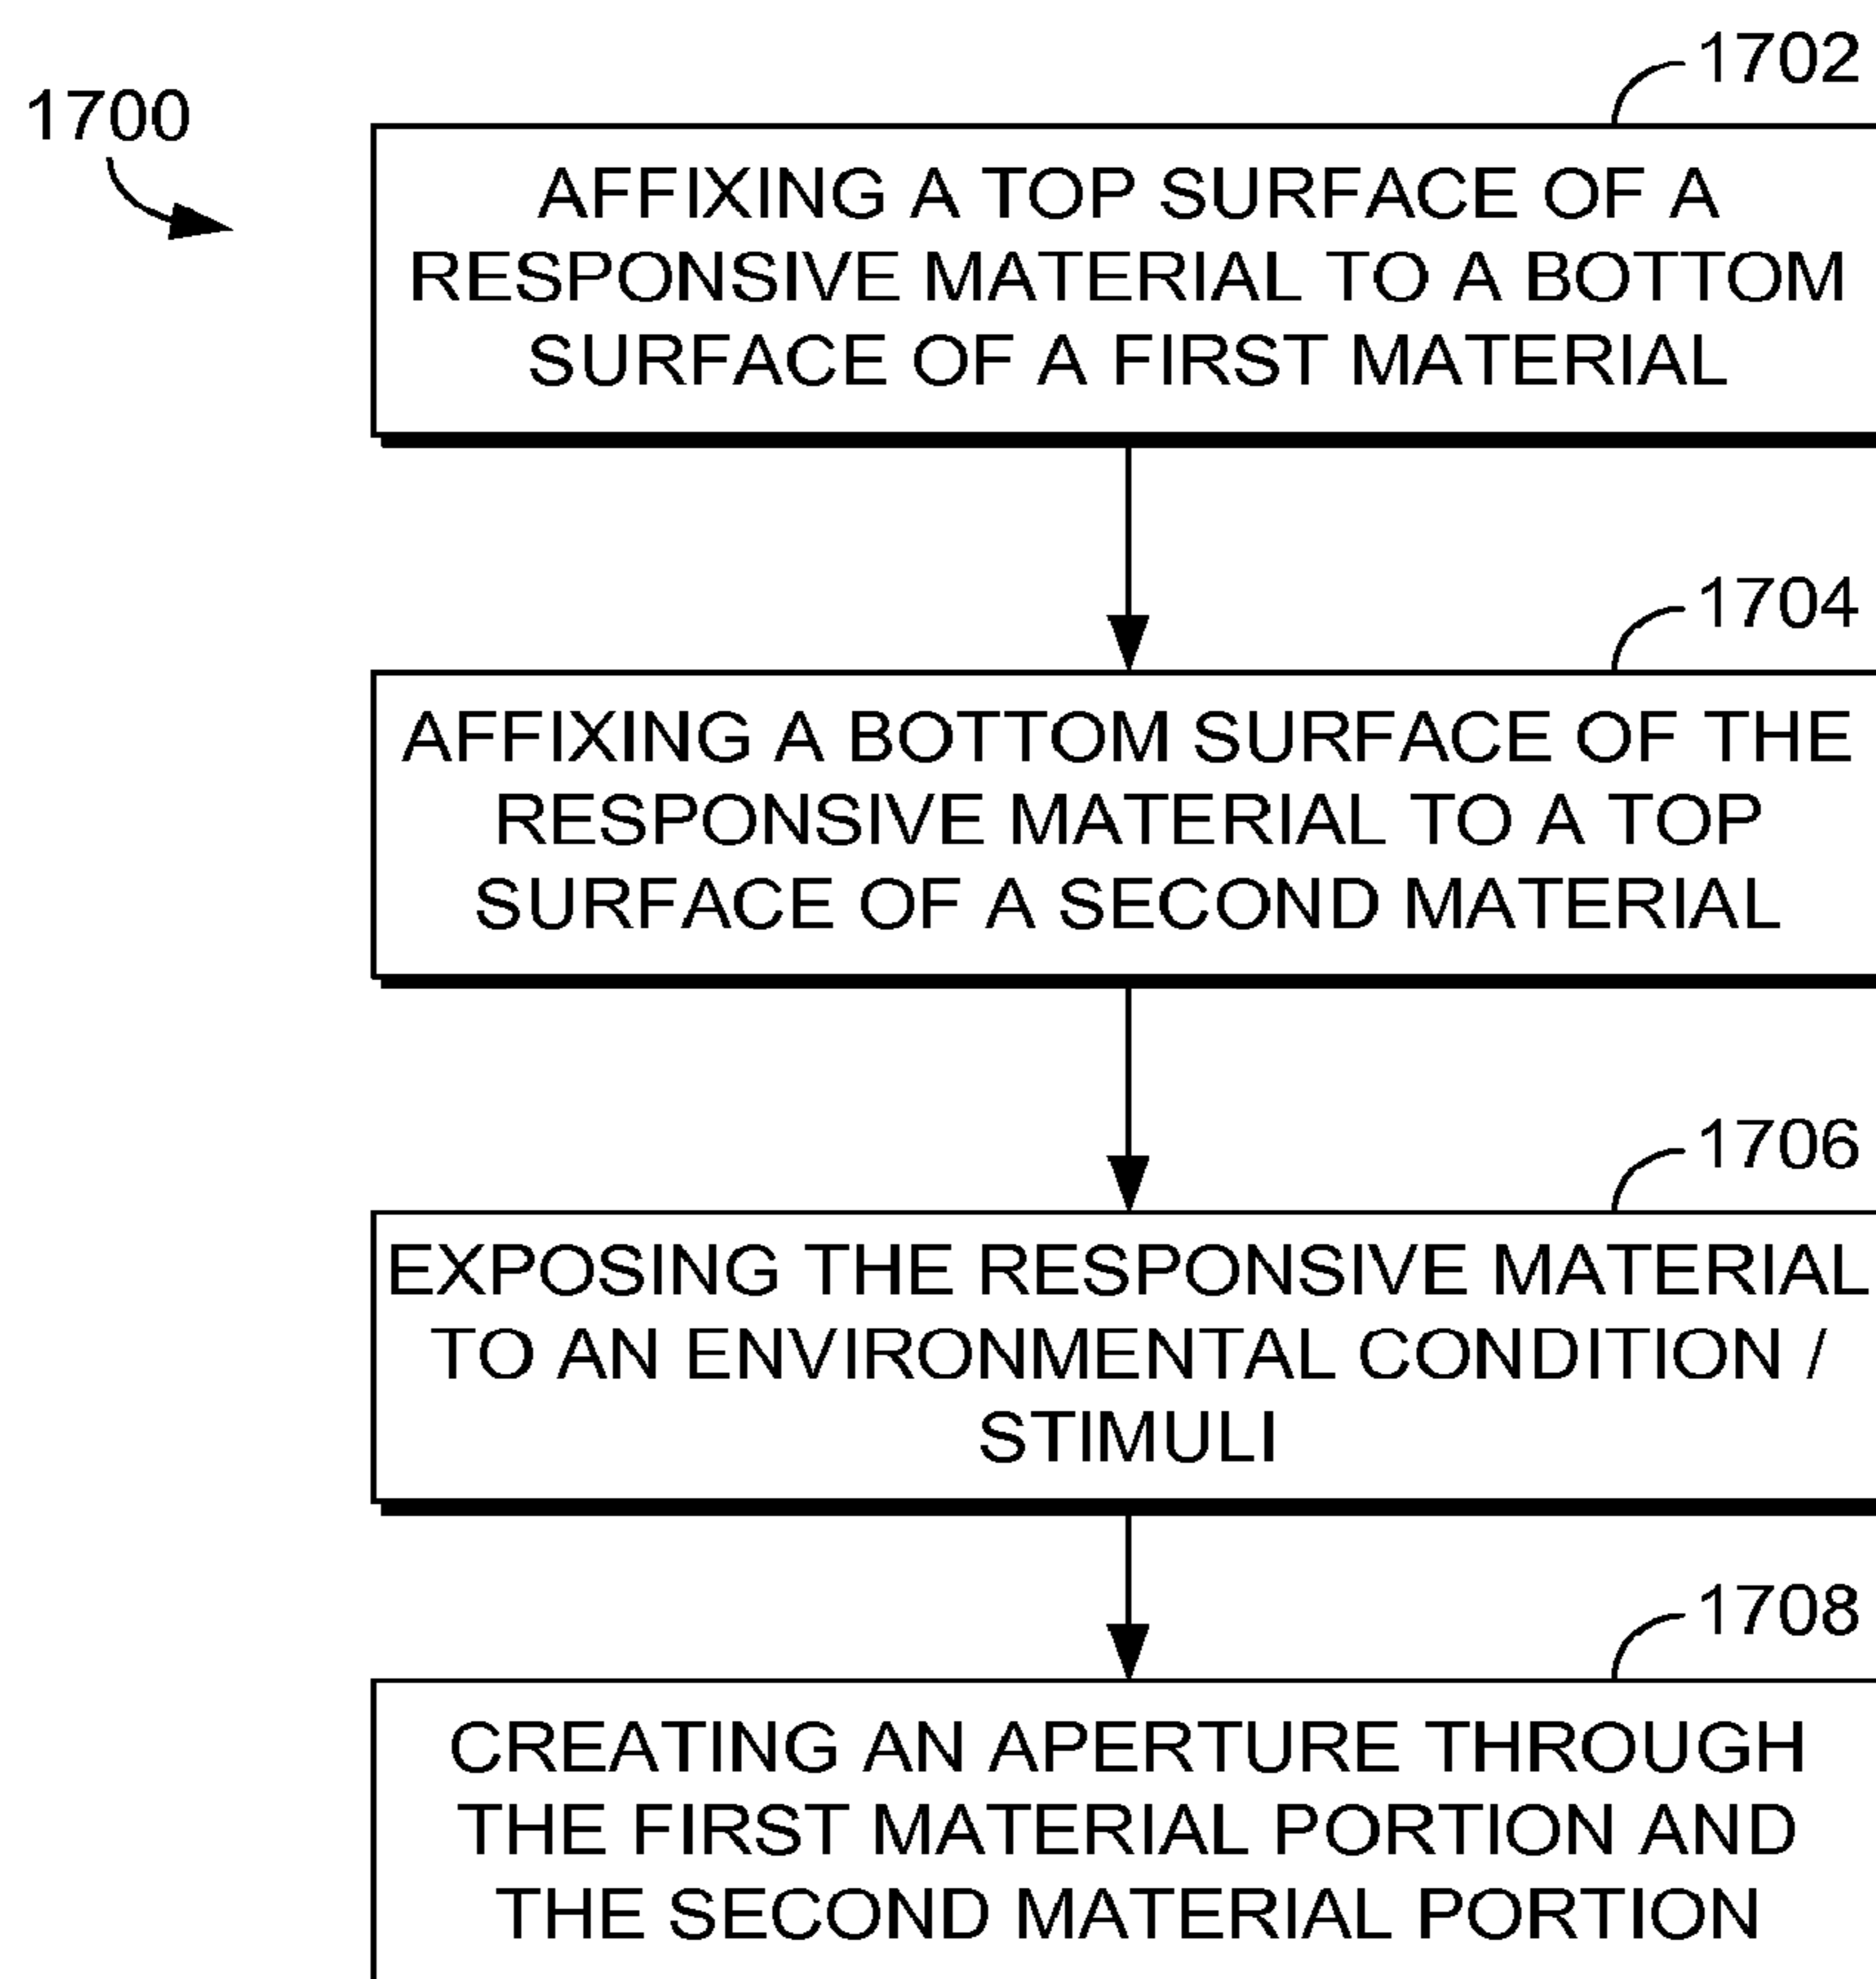 1700
1702
AFFIXING A TOP SURFACE OF A
RESPONSIVE MATERIAL TO A BOTTOM
SURFACE OF A FIRST MATERIAL
1704
AFFIXING A BOTTOM SURFACE OF THE
RESPONSIVE MATERIAL TO A TOP
SURFACE OF A SECOND MATERIAL
1706
EXPOSING THE RESPONSIVE MATERIAL
TO AN ENVIRONMENTAL CONDITION /
STIMULI
1708
CREATING AN APERTURE THROUGH
THE FIRST MATERIAL PORTION AND
THE SECOND MATERIAL PORTION